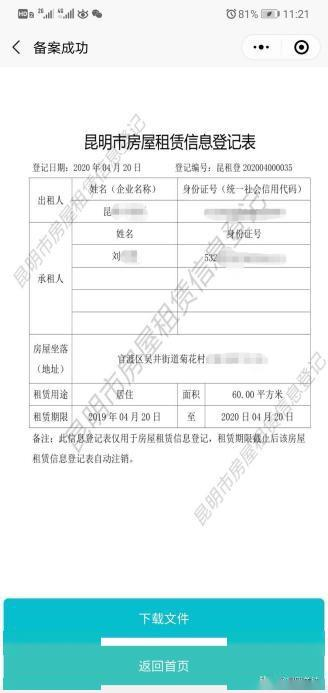 81% 11:21
备案成功
昆明市房屋租赁信息登记表
登记日期：2020 年 04 月 20 日 登记编号：昆租登 202004000035
出租人 姓名（企业名称） 身份证号（统一社会信用代码）
昆
承租人 姓名 身份证号
刘 532
房屋坐落（地址） 官渡区吴井街道菊花村
租赁用途 居住 面积 60.00 平方米
租赁期限 2019 年 04 月 20 日 至 2020 年 04 月 20 日
备注：此信息登记表仅用于房屋租赁信息登记，租赁期限截止后该房屋
租赁信息登记表自动注销。
昆明市房屋租赁信息登记
昆明市房屋租赁信息登记
昆明市房屋租赁信息登记
下载文件
返回首页